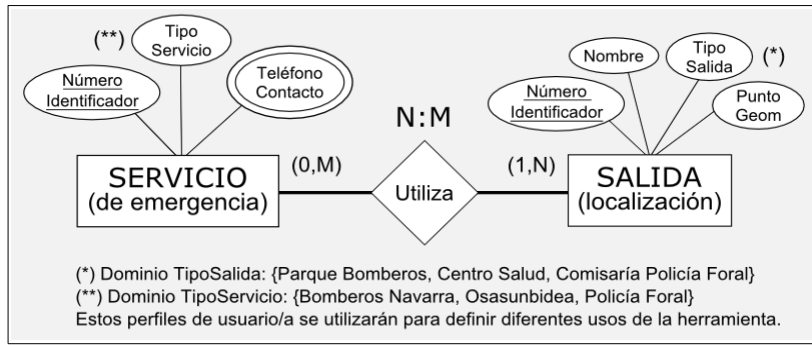 (**)
Tipo
Servicio
Número
Identificador
Teléfono
Contacto
N:M
Nombre
Tipo
Salida
(*)
Número
Identificador
Punto
Geom
SERVICIO
(de emergencia)
(0,M)
Utiliza
(1,N)
SALIDA
(localización)
(*) Dominio TipoSalida: {Parque Bomberos, Centro Salud, Comisaría Policía Foral}
(**) Dominio TipoServicio: {Bomberos Navarra, Osasunbidea, Policía Foral}
Estos perfiles de usuario/a se utilizarán para definir diferentes usos de la herramienta.